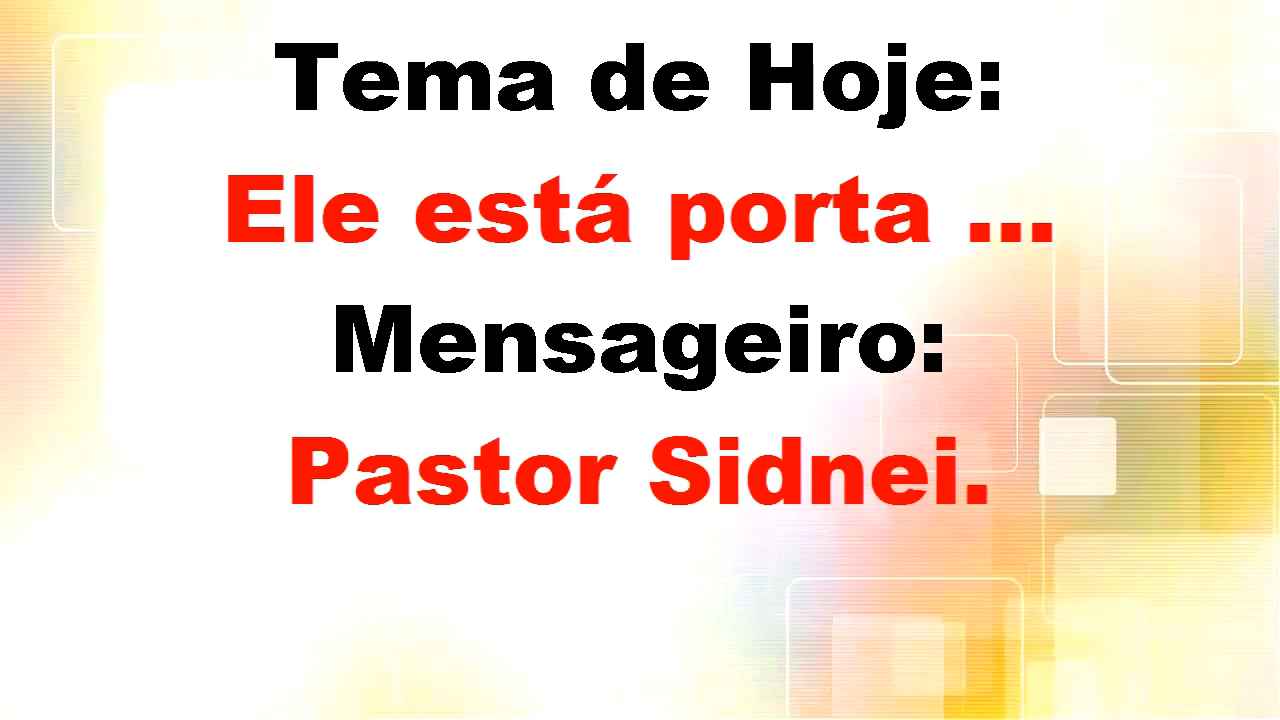 Tema de Hoje:
Ele está porta ...
Mensageiro:
Pastor Sidnei.